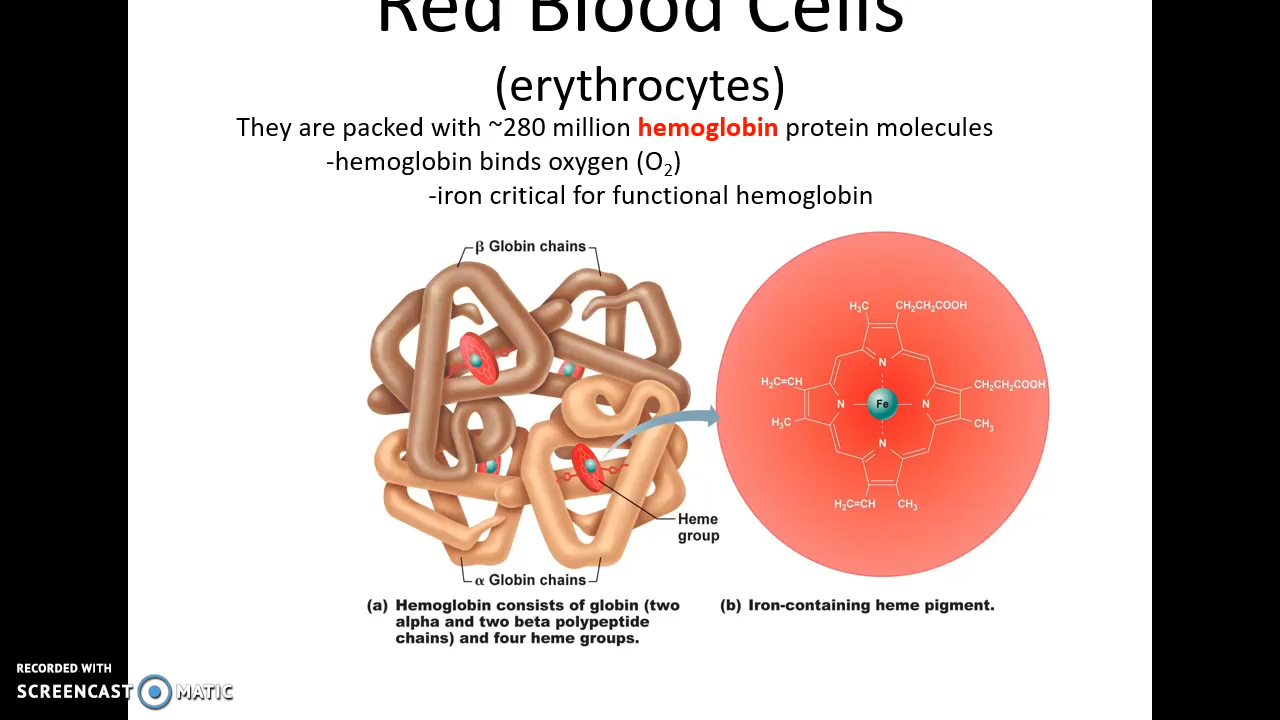 Red Blood Cells
(erythrocytes)
They are packed with ~280 million hemoglobin protein molecules
-hemoglobin binds oxygen (O₂)
-iron critical for functional hemoglobin
β Globin chains
H₃C
CH₂CH₂COOH
N
H₂C=CH
CH₂CH₂COOH
N
Fe
N
H₃C
CH₃
N
H₂C=CH
CH₃
Heme
group
α Globin chains
(a) Hemoglobin consists of globin (two
alpha and two beta polypeptide
chains) and four heme groups.
(b) Iron-containing heme pigment.
RECORDED WITH
SCREENCAST MATIC